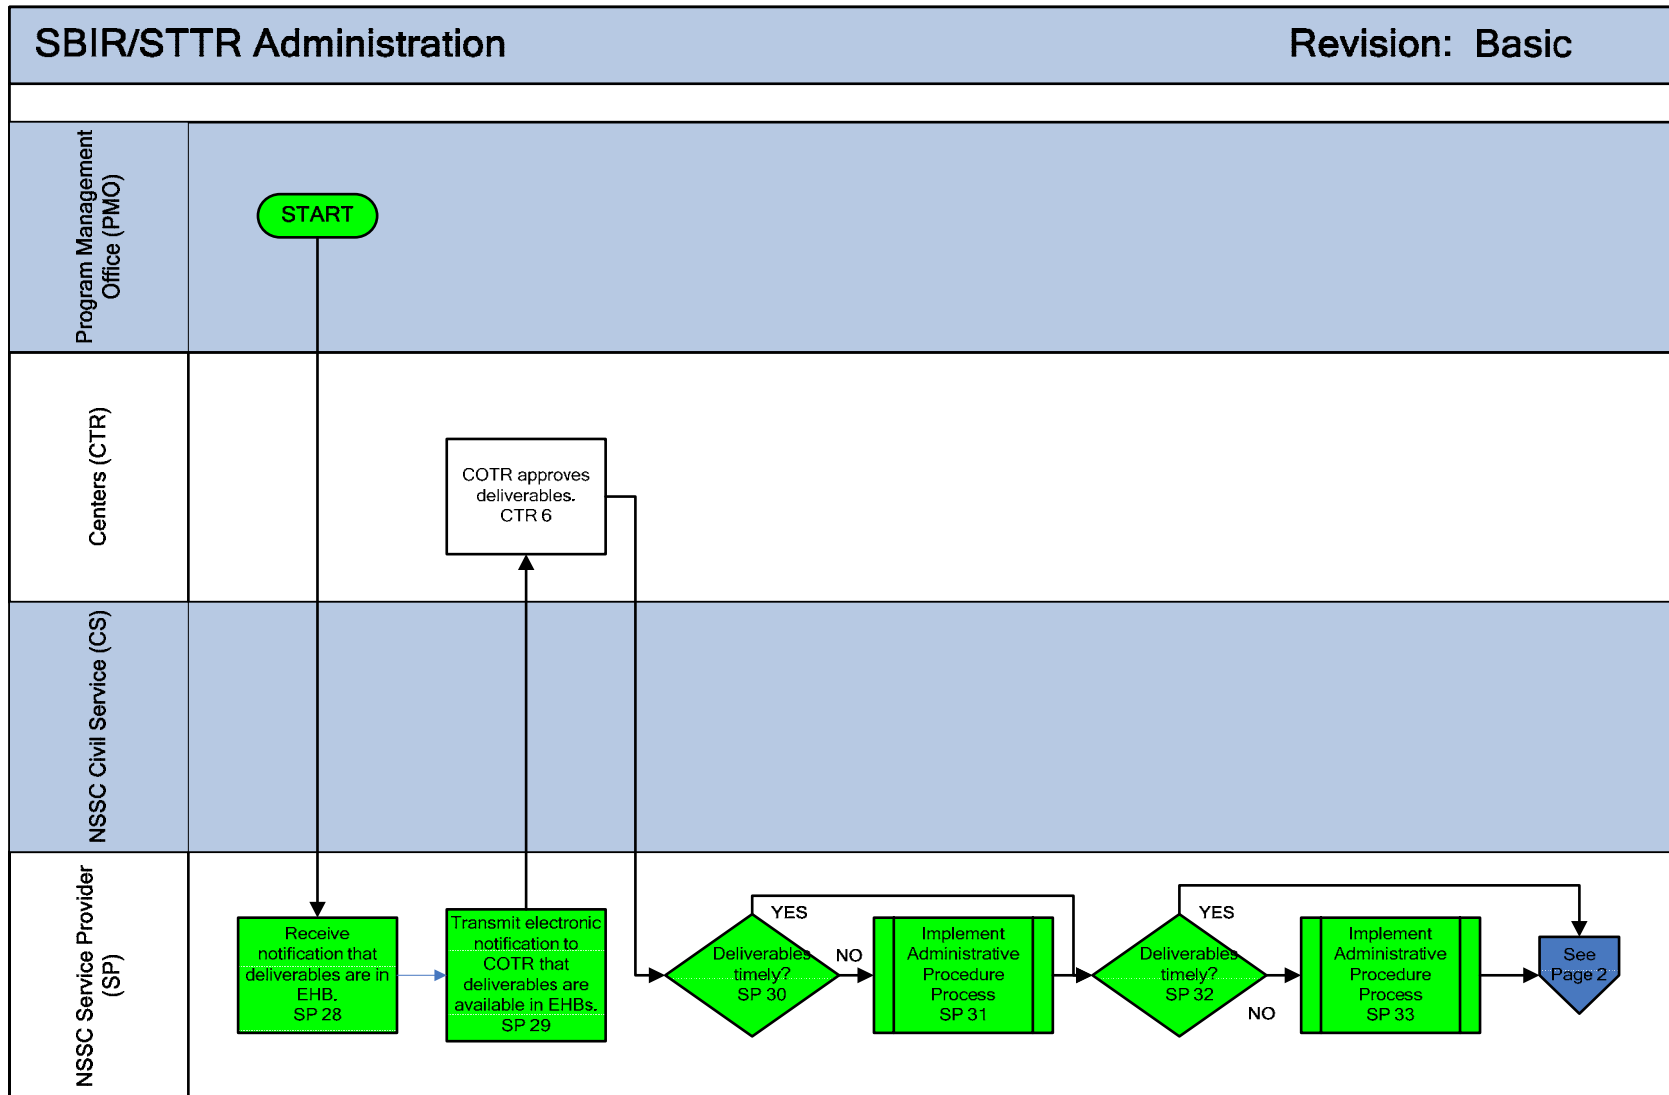 SBIR/STTR Administration
Revision: Basic
Program Management
Office (PMO)
START
Centers (CTR)
COTR approves
deliverables.
CTR 6
NSSC Civil Service (CS)
NSSC Service Provider
(SP)
Receive
notification that
deliverables are in
EHB.
SP 28
Transmit electronic
notification to
COTR that
deliverables are
available in EHBs.
SP 29
Deliverables
timely?
SP 30
YES
NO
Implement
Administrative
Procedure
Process
SP 31
Deliverables
timely?
SP 32
YES
NO
Implement
Administrative
Procedure
Process
SP 33
See
Page 2